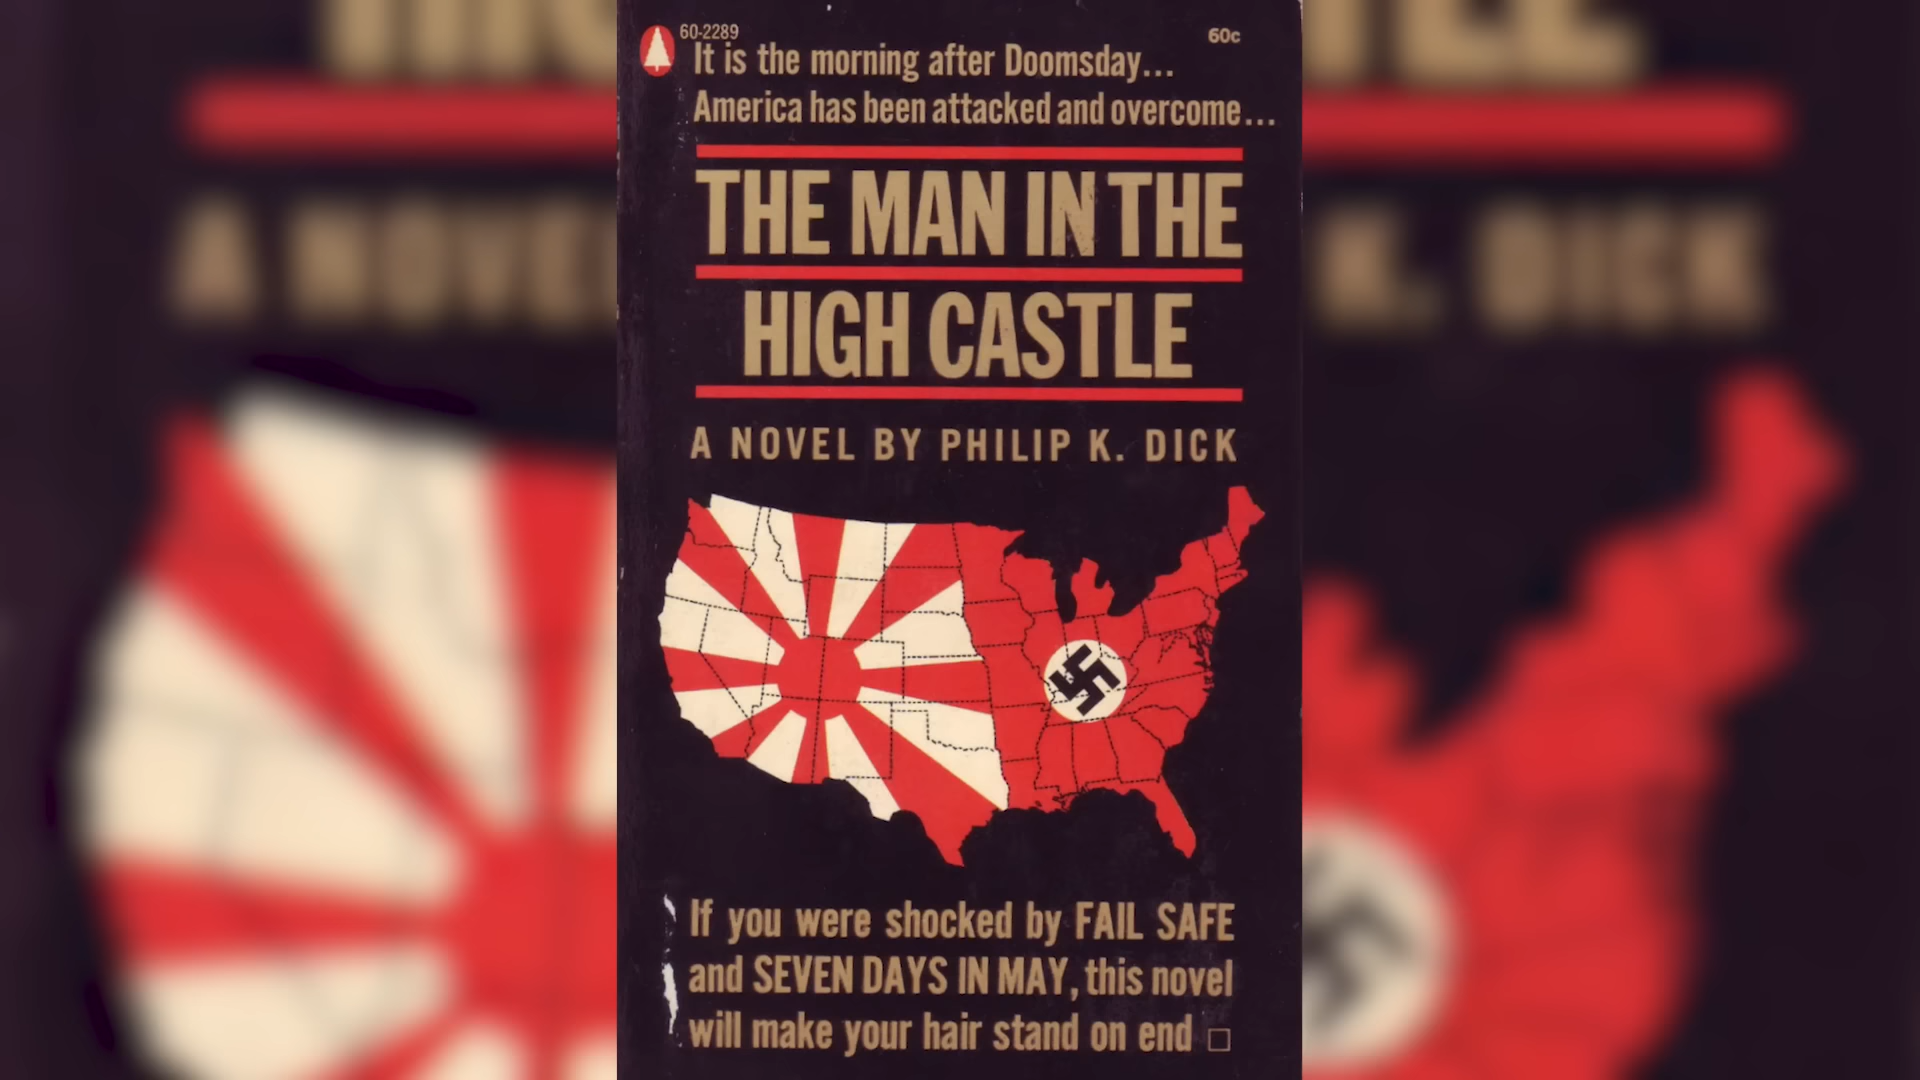 60-2289
60c
It is the morning after Doomsday...
America has been attacked and overcome...
THE MAN IN THE
HIGH CASTLE
A NOVEL BY PHILIP K. DICK
If you were shocked by FAIL SAFE
and SEVEN DAYS IN MAY, this novel
will make your hair stand on end